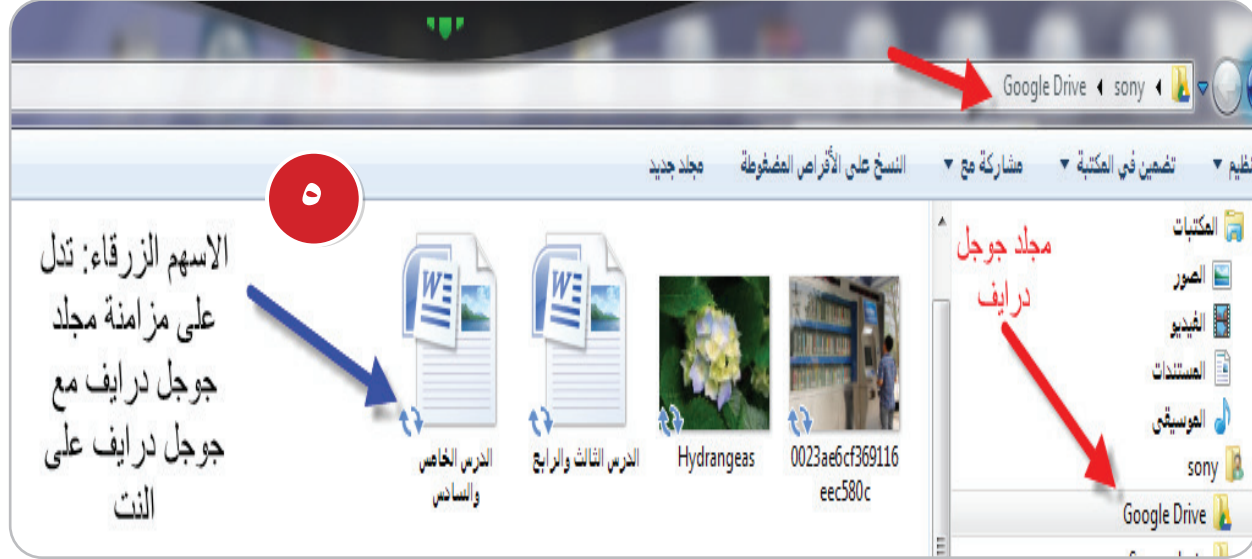 Google Drive ◂ sony ◂
تضمين في المكتبة ▾ مشاركة مع ▾ النسخ على الأقراص المضغوطة مجلد جديد
المكتبات
الصور
الفيديو
المستندات
الموسيقى
sony
Google Drive
مجلد جوجل
درايف
0023ae6cf369116
eec580c
Hydrangeas
الدرس الثالث والرابع
الدرس الخامس
والسادس
٥
الاسهم الزرقاء: تدل
على مزامنة مجلد
جوجل درايف مع
جوجل درايف على
النت